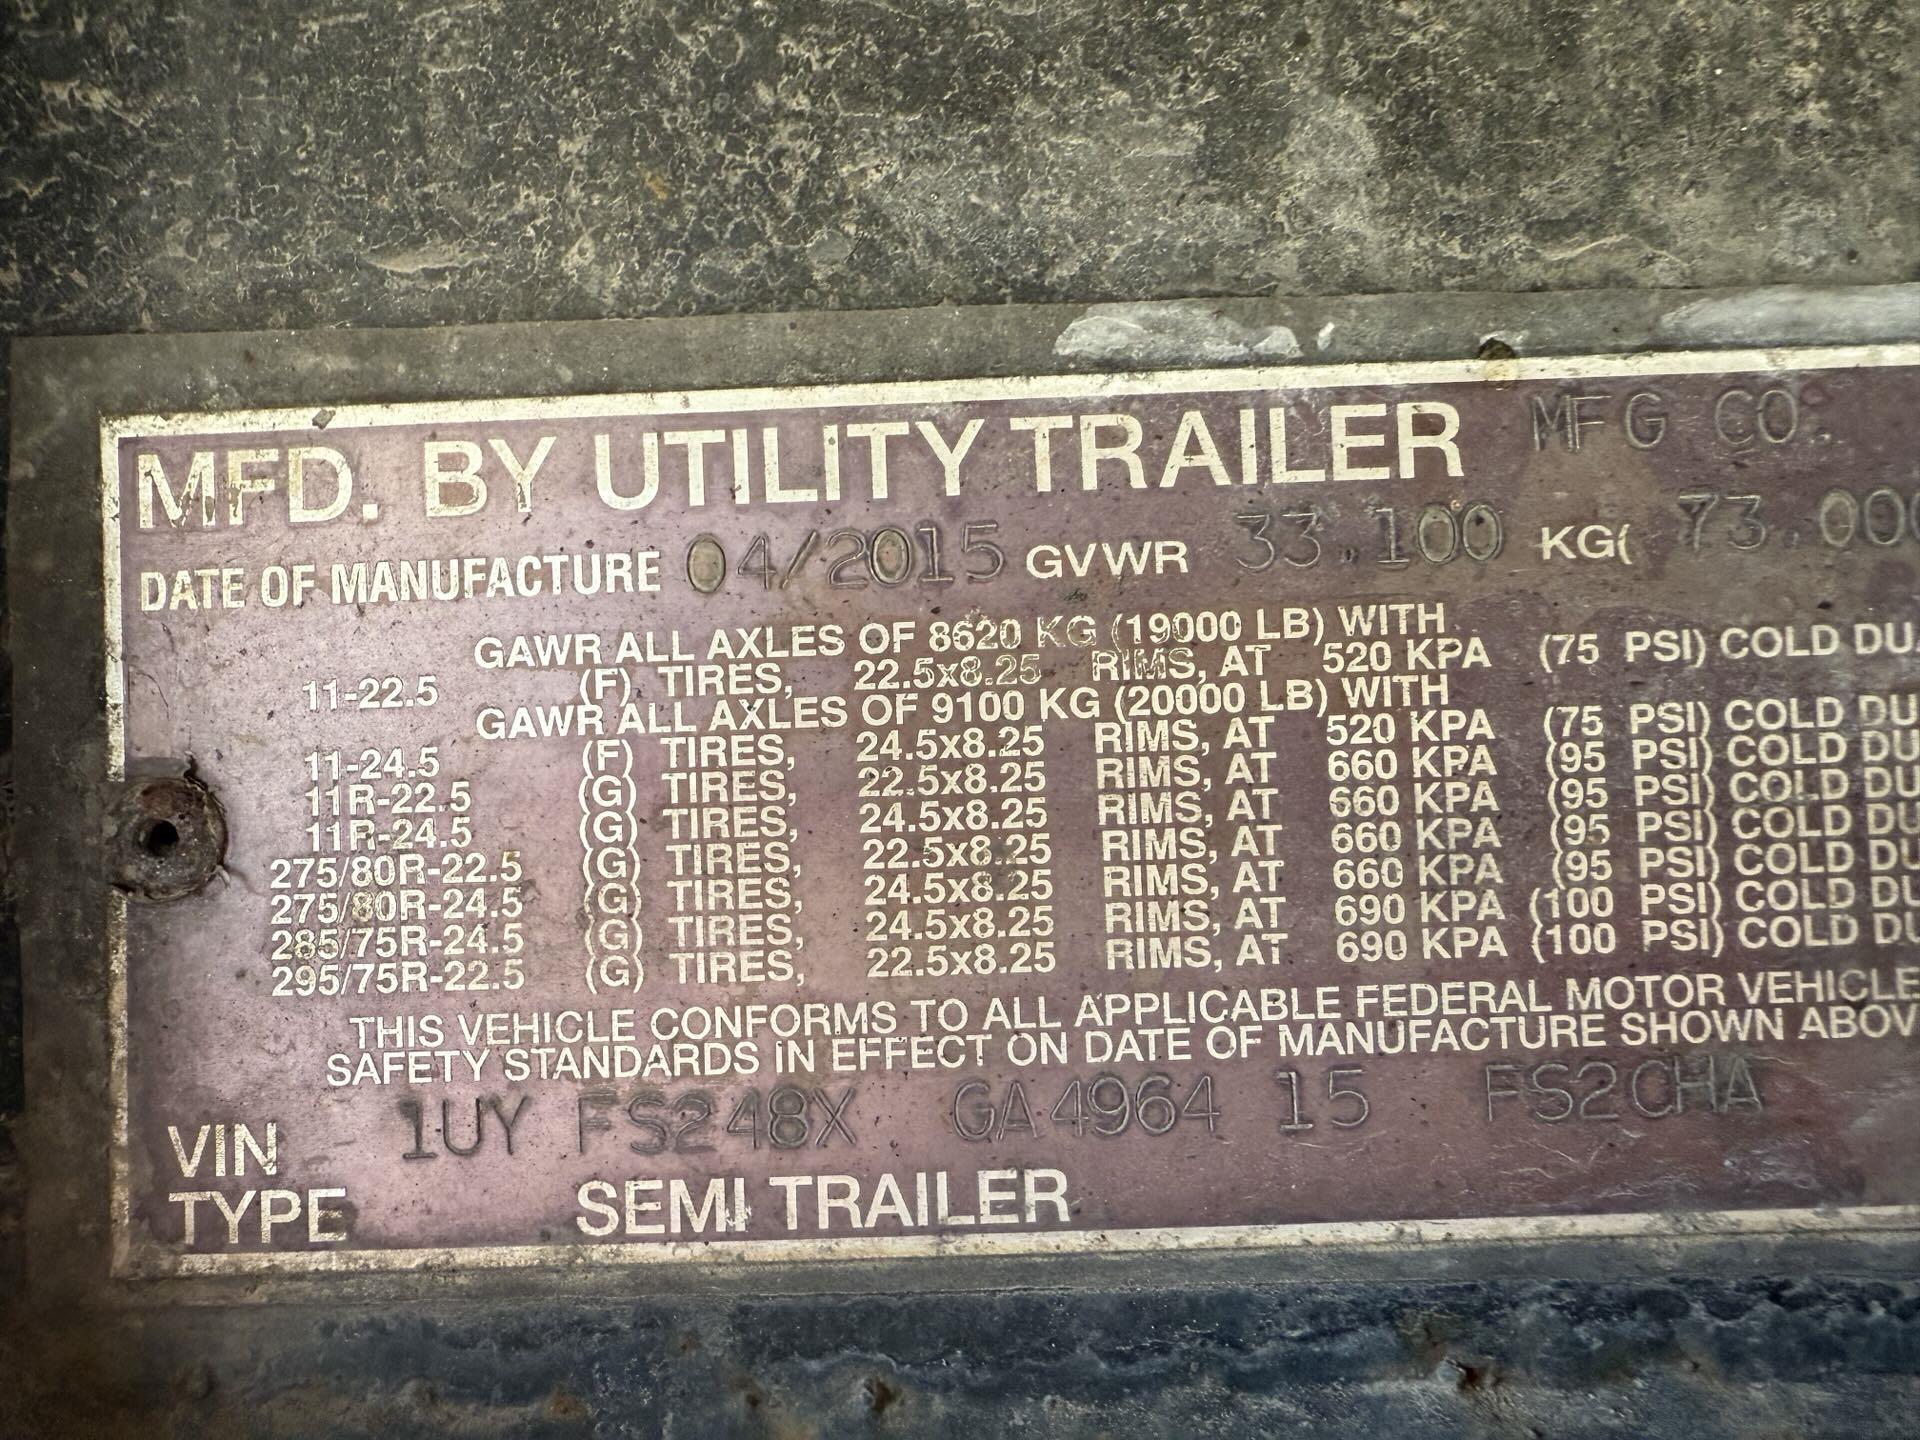 MFD. BY UTILITY TRAILER MFG CO.
DATE OF MANUFACTURE 04/2015 GVWR 33.100 KG( 73.000
GAWR ALL AXLES OF 8620 KG (19000 LB) WITH
11-22.5 (F) TIRES, 22.5x8.25 RIMS, AT 520 KPA (75 PSI) COLD DUA
GAWR ALL AXLES OF 9100 KG (20000 LB) WITH
11-24.5 (F) TIRES, 24.5x8.25 RIMS, AT 520 KPA (75 PSI) COLD DU
11R-22.5 (G) TIRES, 22.5x8.25 RIMS, AT 660 KPA (95 PSI) COLD DU
11R-24.5 (G) TIRES, 24.5x8.25 RIMS, AT 660 KPA (95 PSI) COLD DU
275/80R-22.5 (G) TIRES, 22.5x8.25 RIMS, AT 660 KPA (95 PSI) COLD DU
275/80R-24.5 (G) TIRES, 24.5x8.25 RIMS, AT 660 KPA (95 PSI) COLD DU
285/75R-24.5 (G) TIRES, 24.5x8.25 RIMS, AT 690 KPA (100 PSI) COLD DU
295/75R-22.5 (G) TIRES, 22.5x8.25 RIMS, AT 690 KPA (100 PSI) COLD DU
THIS VEHICLE CONFORMS TO ALL APPLICABLE FEDERAL MOTOR VEHICLE
SAFETY STANDARDS IN EFFECT ON DATE OF MANUFACTURE SHOWN ABOV
VIN 1UY FS248X GA4964 15 FS2CHA
TYPE SEMI TRAILER